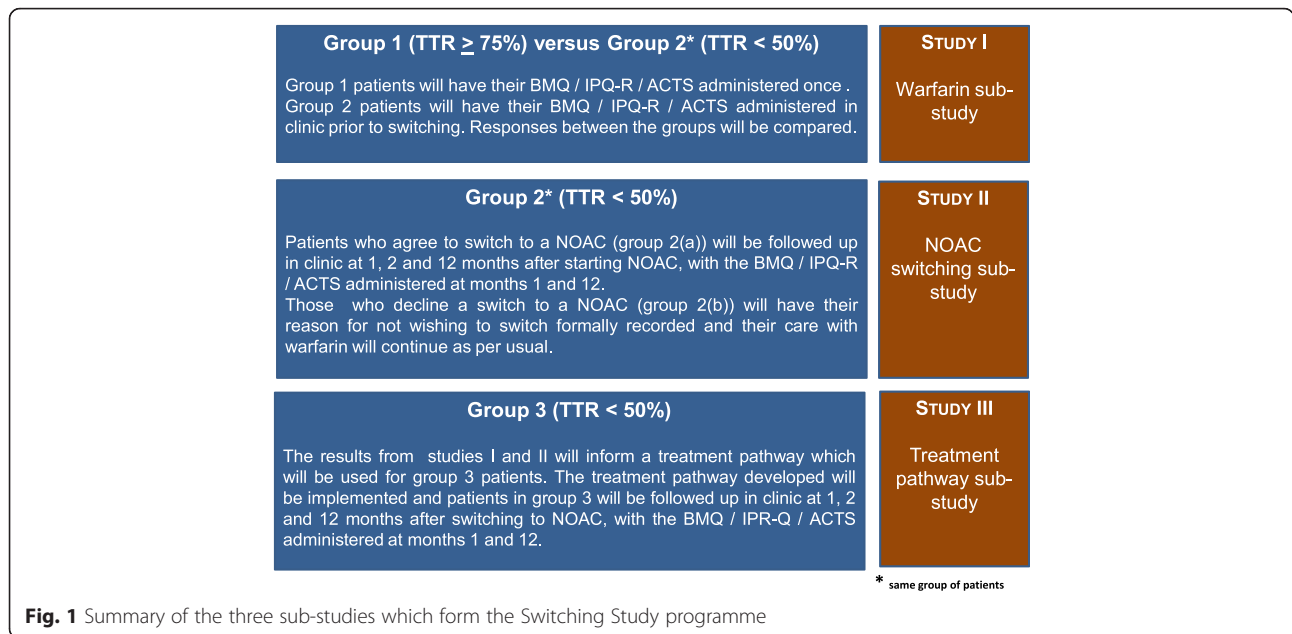 Group 1 (TTR ≥ 75%) versus Group 2* (TTR < 50%)
Group 1 patients will have their BMQ / IPQ-R / ACTS administered once .
Group 2 patients will have their BMQ / IPQ-R / ACTS administered in
clinic prior to switching. Responses between the groups will be compared.
STUDY I
Warfarin sub-
study
Group 2* (TTR < 50%)
Patients who agree to switch to a NOAC (group 2(a)) will be followed up
in clinic at 1, 2 and 12 months after starting NOAC, with the BMQ / IPQ-R
/ ACTS administered at months 1 and 12.
Those who decline a switch to a NOAC (group 2(b)) will have their
reason for not wishing to switch formally recorded and their care with
warfarin will continue as per usual.
STUDY II
NOAC
switching sub-
study
Group 3 (TTR < 50%)
The results from studies I and II will inform a treatment pathway which
will be used for group 3 patients. The treatment pathway developed will
be implemented and patients in group 3 will be followed up in clinic at 1, 2
and 12 months after switching to NOAC, with the BMQ / IPR-Q / ACTS
administered at months 1 and 12.
STUDY III
Treatment
pathway sub-
study
* same group of patients
Fig. 1 Summary of the three sub-studies which form the Switching Study programme